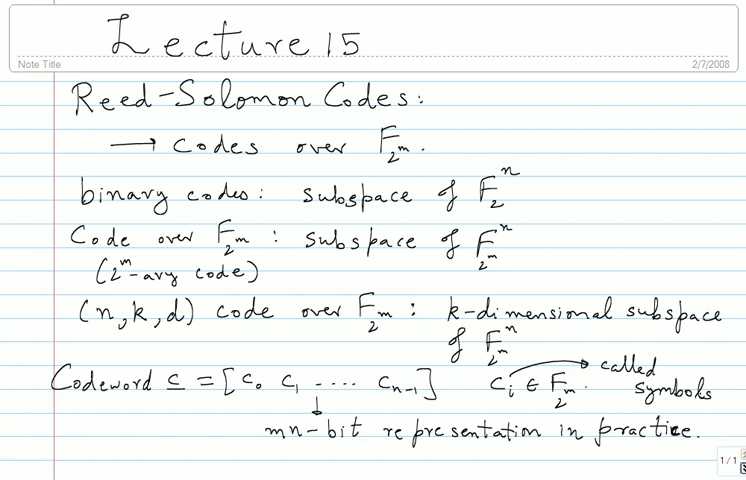 Lecture 15
Note Title
2/7/2008
Reed-Solomon Codes:
→ codes over F_{2^m}.
binary codes: subspace of F_2^n
Code over F_{2^m} : subspace of F_{2^m}^n
(2^m-ary code)
(n,k,d) code over F_{2^m} : k-dimensional subspace
of F_{2^m}^n
Codeword c = [c_0 c_1 ..... c_{n-1}] c_i ∈ F_{2^m}. → called
symbols
mn-bit representation in practice.
1/1